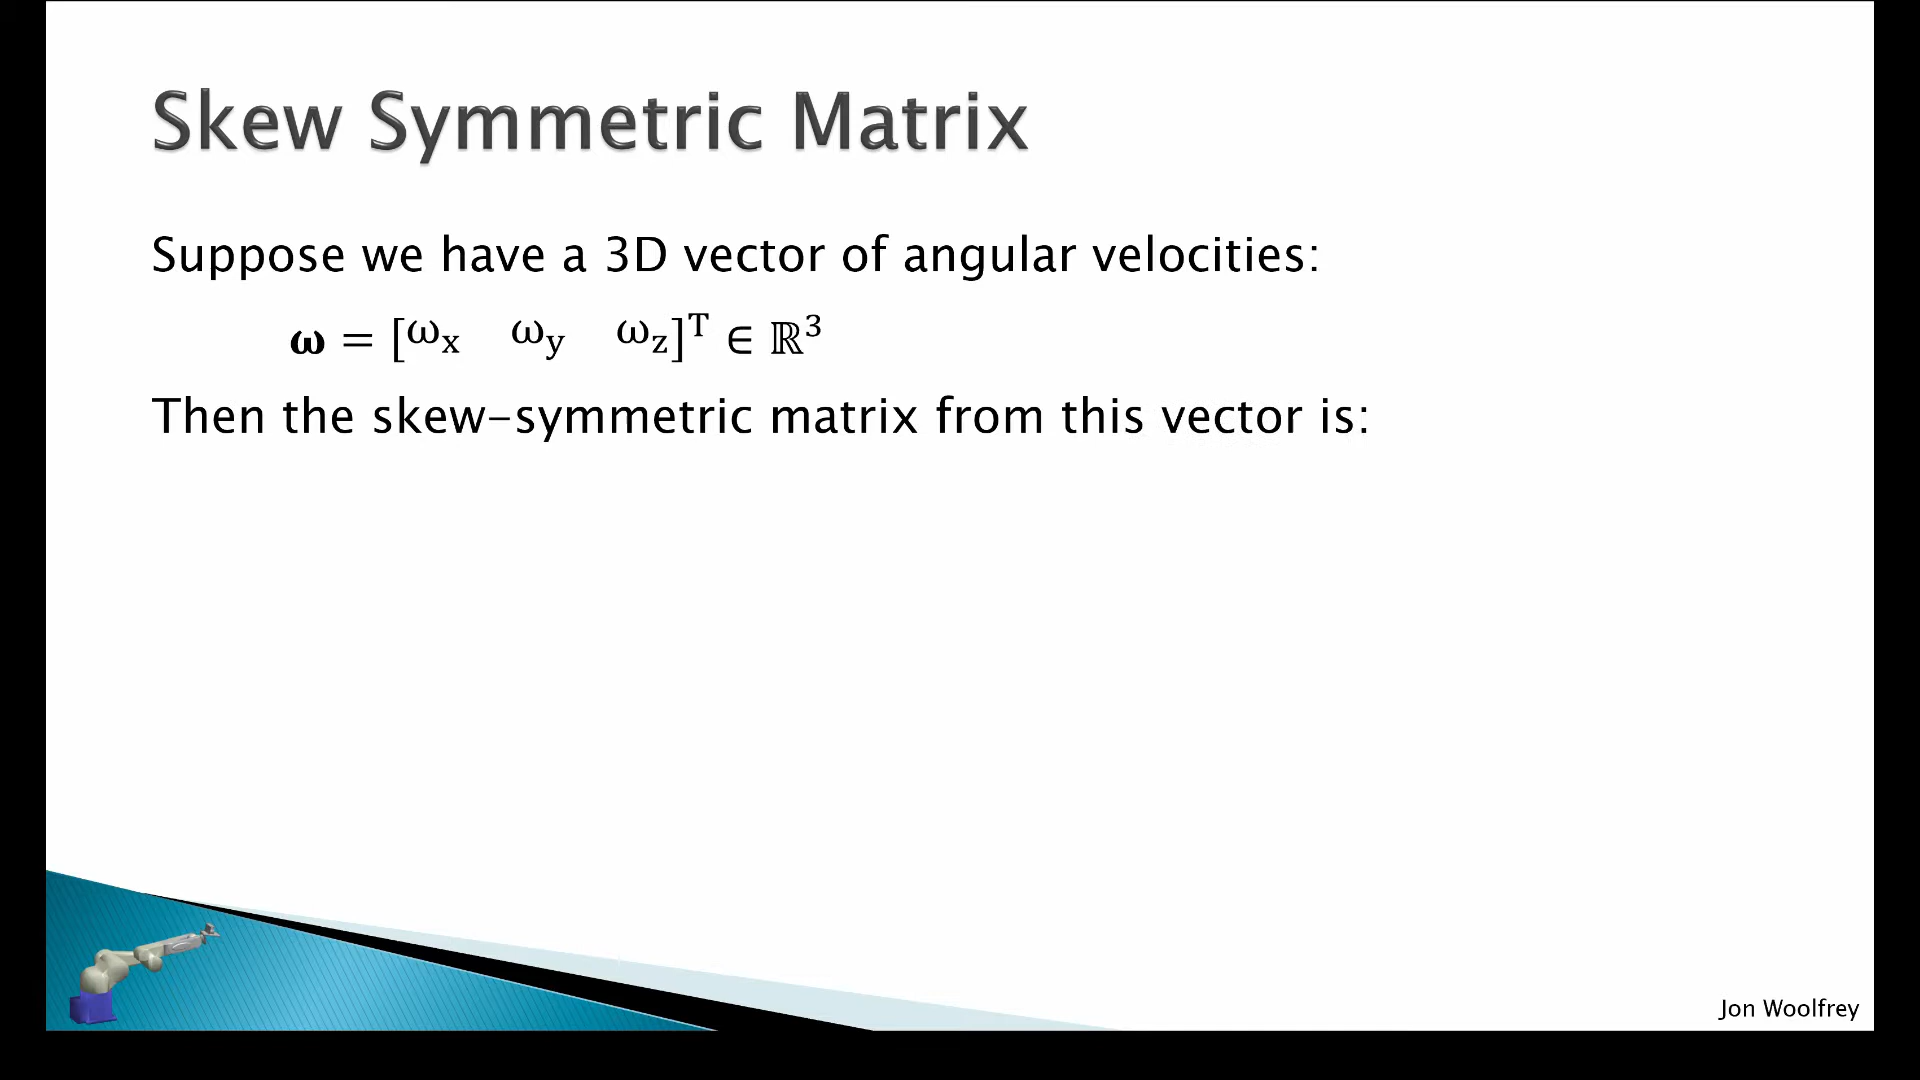 Skew Symmetric Matrix
Suppose we have a 3D vector of angular velocities:
𝛚 = [ωₓ ω_y ω_z]ᵀ ∈ ℝ³
Then the skew-symmetric matrix from this vector is:
Jon Woolfrey